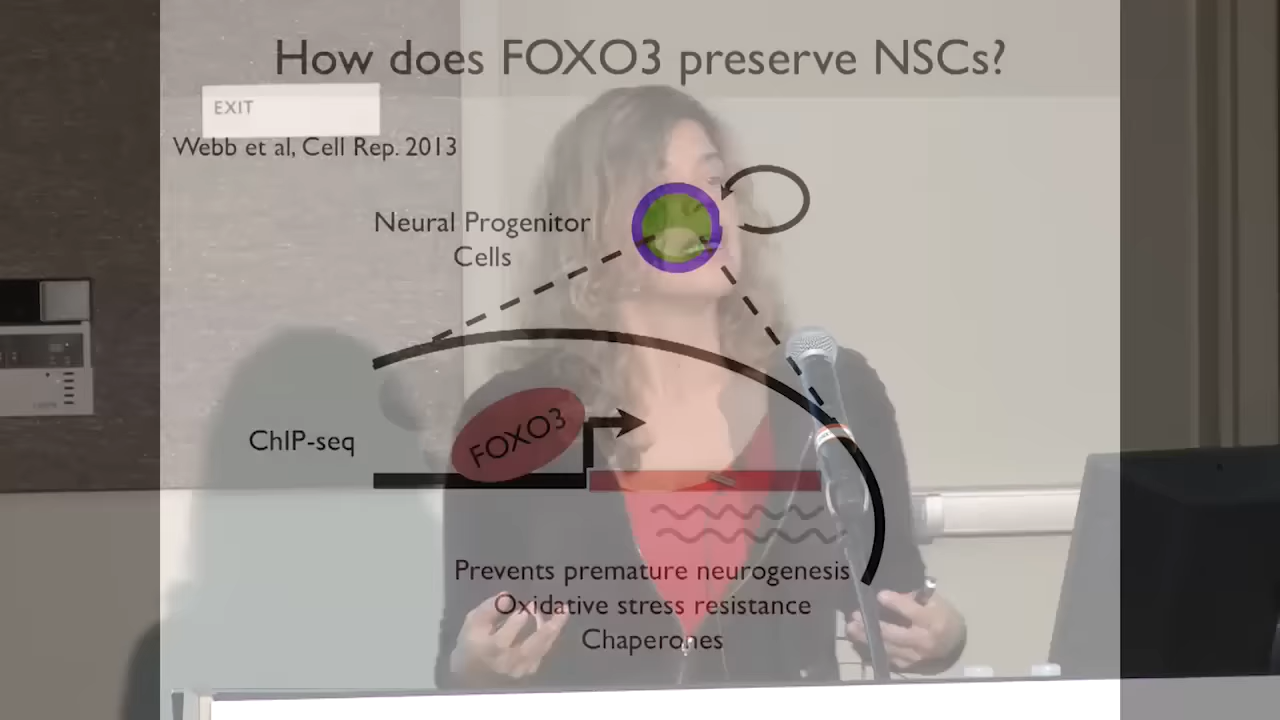 How does FOXO3 preserve NSCs?
EXIT
Webb et al, Cell Rep. 2013
Neural Progenitor
Cells
FOXO3
ChIP-seq
Prevents premature neurogenesis
Oxidative stress resistance
Chaperones